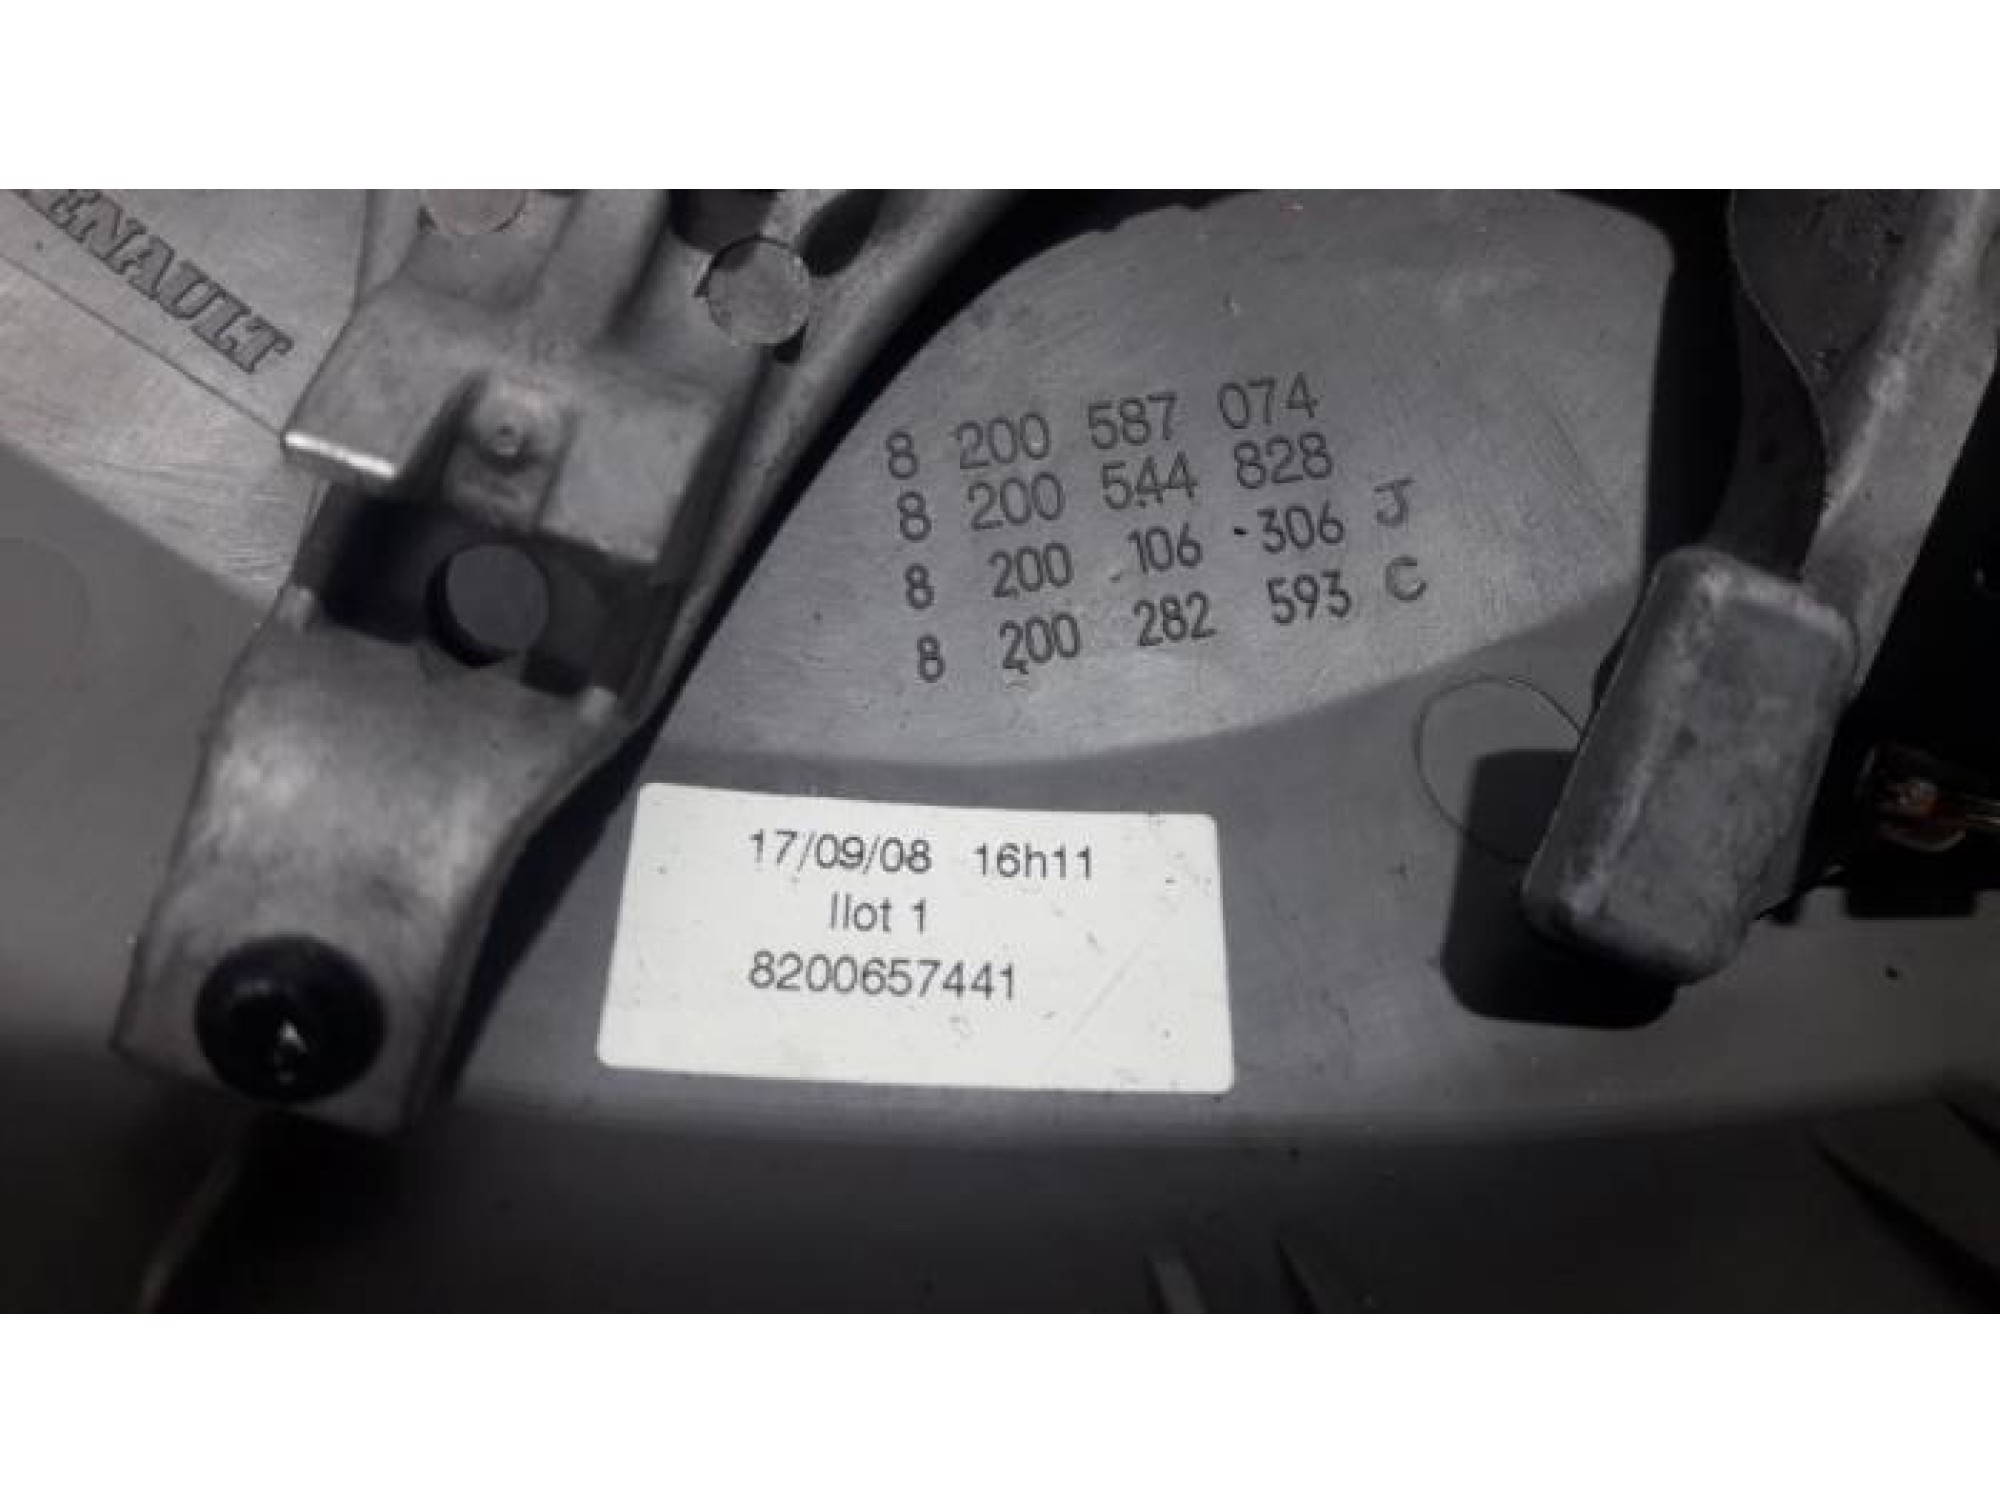 RENAULT
8 200 587 074
8 200 544 828
8 200 106 306 J
8 200 282 593 C
17/09/08 16h11
Ilot 1
8200657441